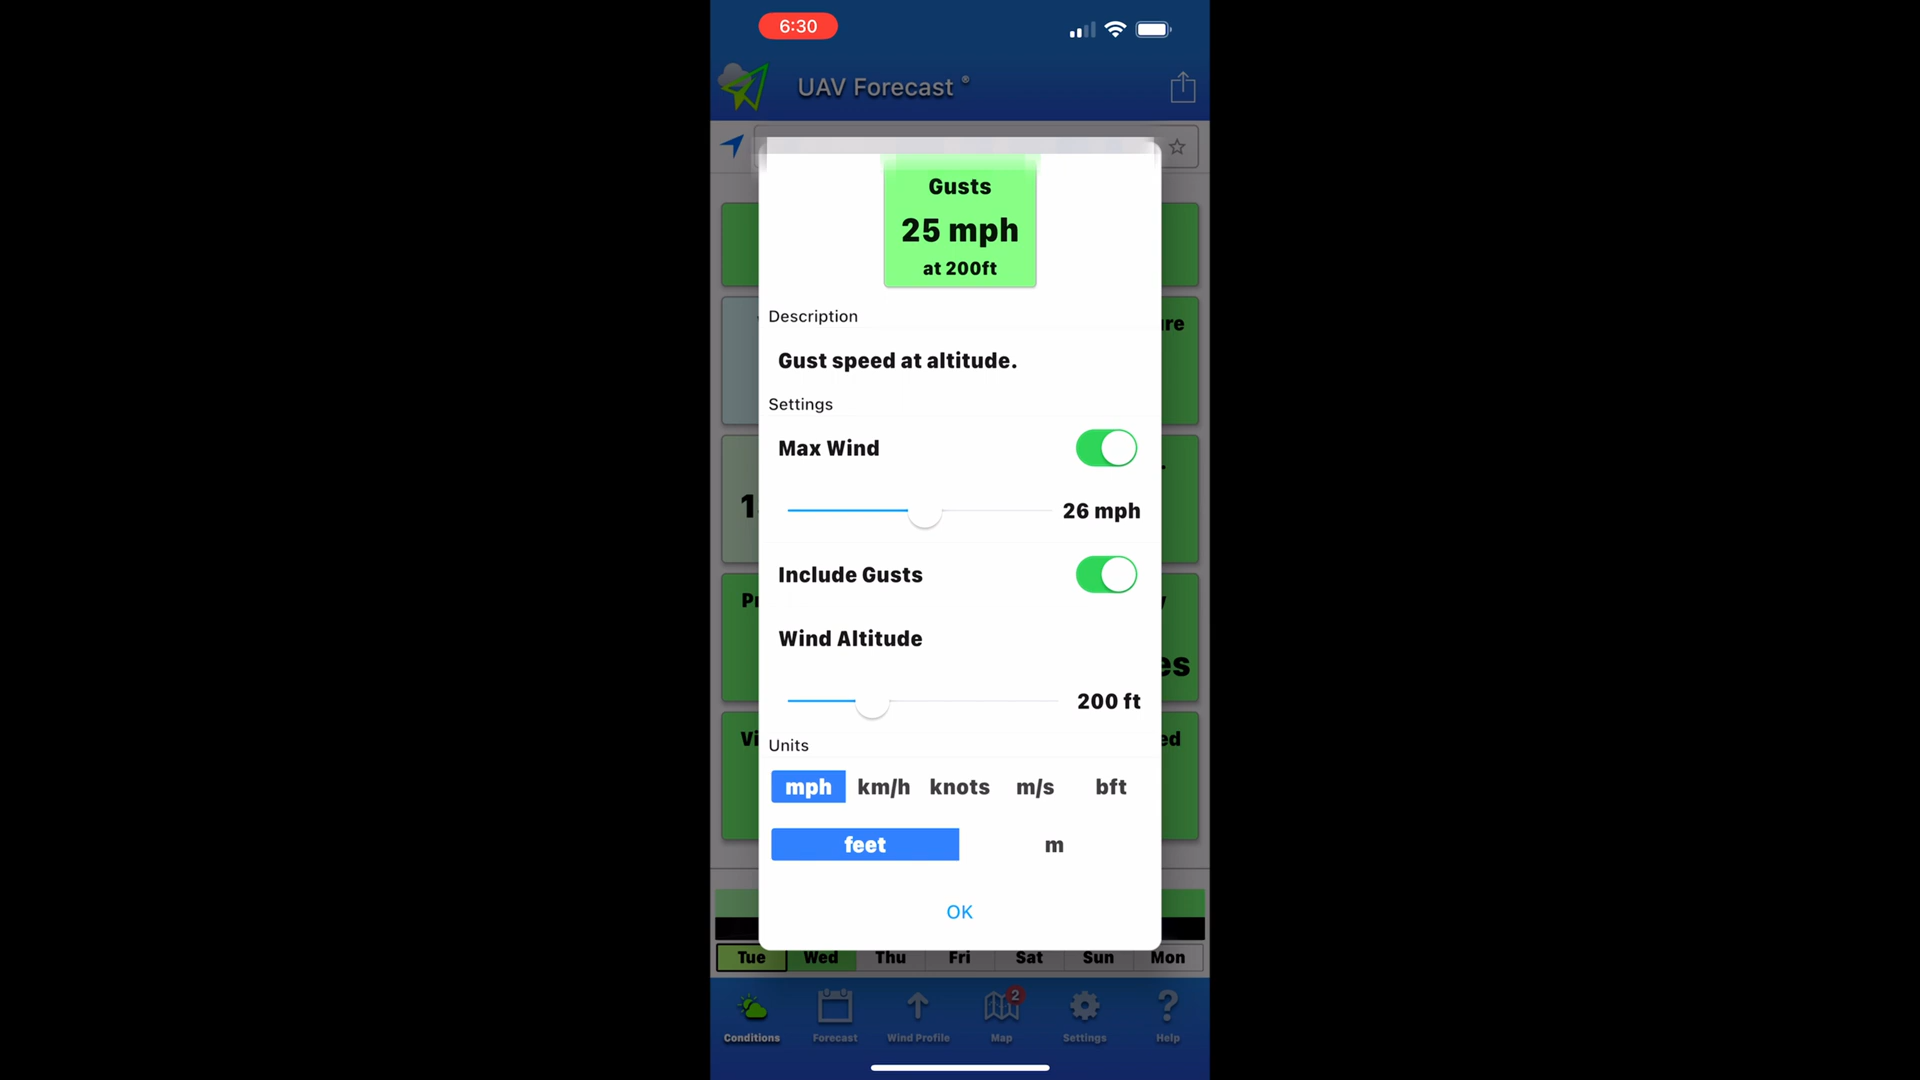 6:30
UAV Forecast ®
Gusts
25 mph
at 200ft
Description
Gust speed at altitude.
Settings
Max Wind
26 mph
Include Gusts
Wind Altitude
200 ft
Units
mph km/h knots m/s bft
feet m
OK
Tue Wed Thu Fri Sat Sun Mon
2
Conditions Forecast Wind Profile Map Settings Help